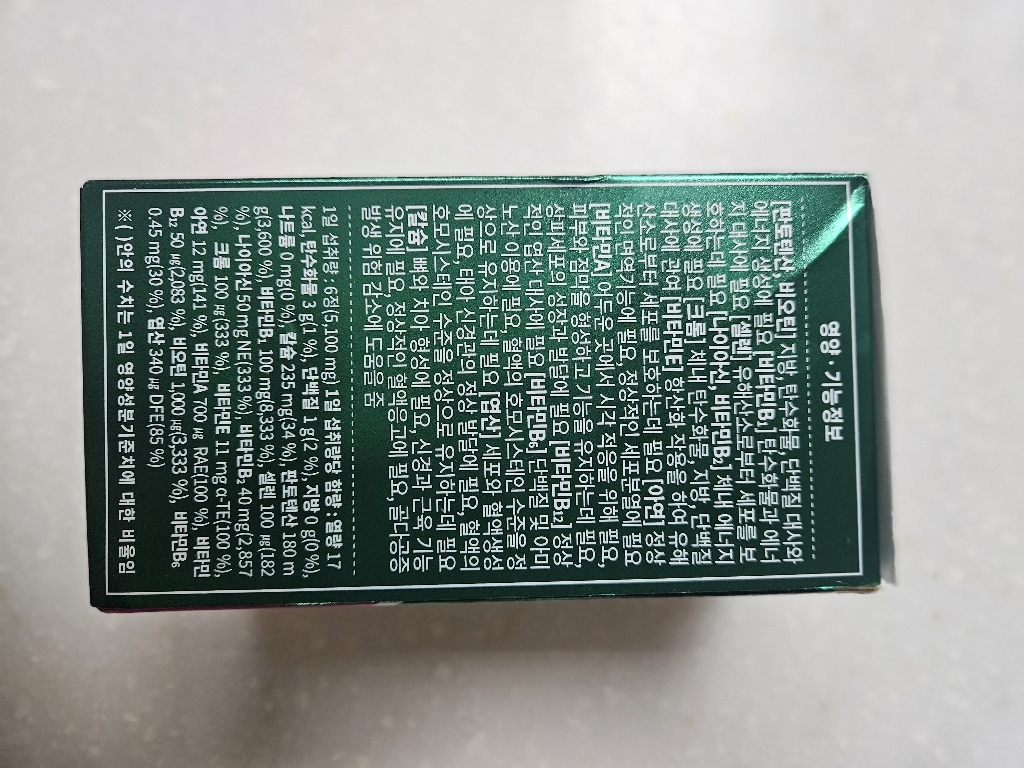 영양·기능정보
[판토텐산, 비오틴] 지방, 탄수화물, 단백질 대사와
에너지 생성에 필요 [비타민B₁] 탄수화물과 에너
지 대사에 필요 [셀렌] 유해산소로부터 세포를 보
호하는데 필요 [나이아신, 비타민B₂] 체내 에너지
생성에 필요 [크롬] 체내 탄수화물, 지방, 단백질
대사에 관여 [비타민E] 항산화 작용을 하여 유해
산소로부터 세포를 보호하는데 필요 [아연] 정상
적인 면역기능에 필요, 정상적인 세포분열에 필요
[비타민A] 어두운 곳에서 시각 적응을 위해 필요,
피부와 점막을 형성하고 기능을 유지하는데 필요,
상피세포의 성장과 발달에 필요 [비타민B₁₂] 정상
적인 엽산 대사에 필요 [비타민B₆] 단백질 및 아미
노산 이용에 필요, 혈액의 호모시스테인 수준을 정
상으로 유지하는데 필요 [엽산] 세포와 혈액생성
에 필요, 태아 신경관의 정상 발달에 필요, 혈액의
호모시스테인 수준을 정상으로 유지하는데 필요
[칼슘] 뼈와 치아 형성에 필요, 신경과 근육 기능
유지에 필요, 정상적인 혈액응고에 필요, 골다공증
발생 위험 감소에 도움을 줌
1일 섭취량 : 6정(5,100 mg) 1일 섭취량당 함량 : 열량 17
kcal, 탄수화물 3 g(1 %), 단백질 1 g(2 %), 지방 0 g(0 %),
나트륨 0 mg(0 %), 칼슘 235 mg(34 %), 판토텐산 180 m
g(3,600 %), 비타민B₁ 100 mg(8,333 %), 셀렌 100 ㎍(182
%), 나이아신 50 mg NE(333 %), 비타민B₂ 40 mg(2,857
%), 크롬 100 ㎍(333 %), 비타민E 11 mg α-TE(100 %),
아연 12 mg(141 %), 비타민A 700 ㎍ RAE(100 %), 비타민
B₁₂ 50 ㎍(2,083 %), 비오틴 1,000 ㎍(3,333 %), 비타민B₆
0.45 mg(30 %), 엽산 340 ㎍ DFE(85 %)
※ ( )안의 수치는 1일 영양성분기준치에 대한 비율임